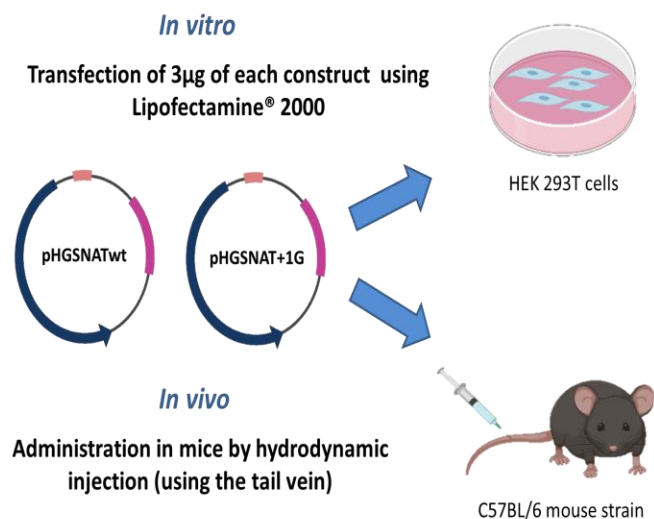 In vitro
Transfection of 3µg of each construct using
Lipofectamine® 2000
HEK 293T cells
pHGSNATwt
pHGSNAT+1G
In vivo
Administration in mice by hydrodynamic
injection (using the tail vein)
C57BL/6 mouse strain